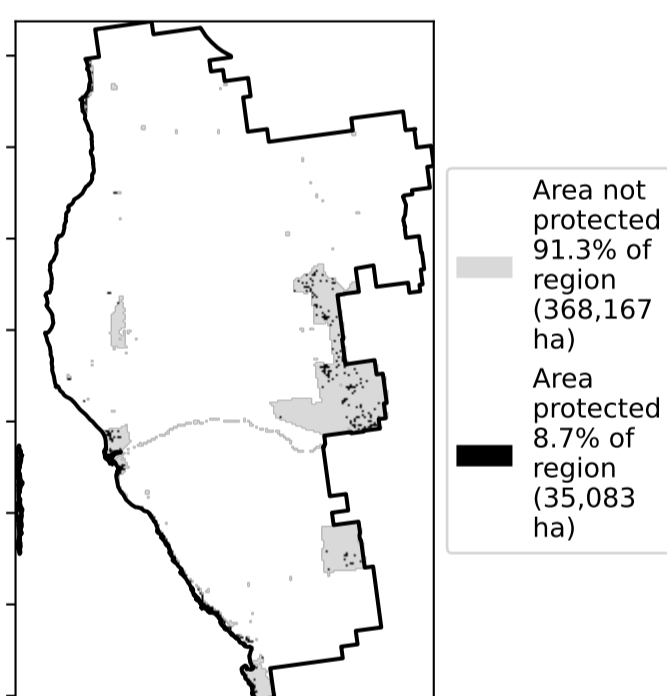 Area not
protected
91.3% of
region
(368,167
ha)
Area
protected
8.7% of
region
(35,083
ha)